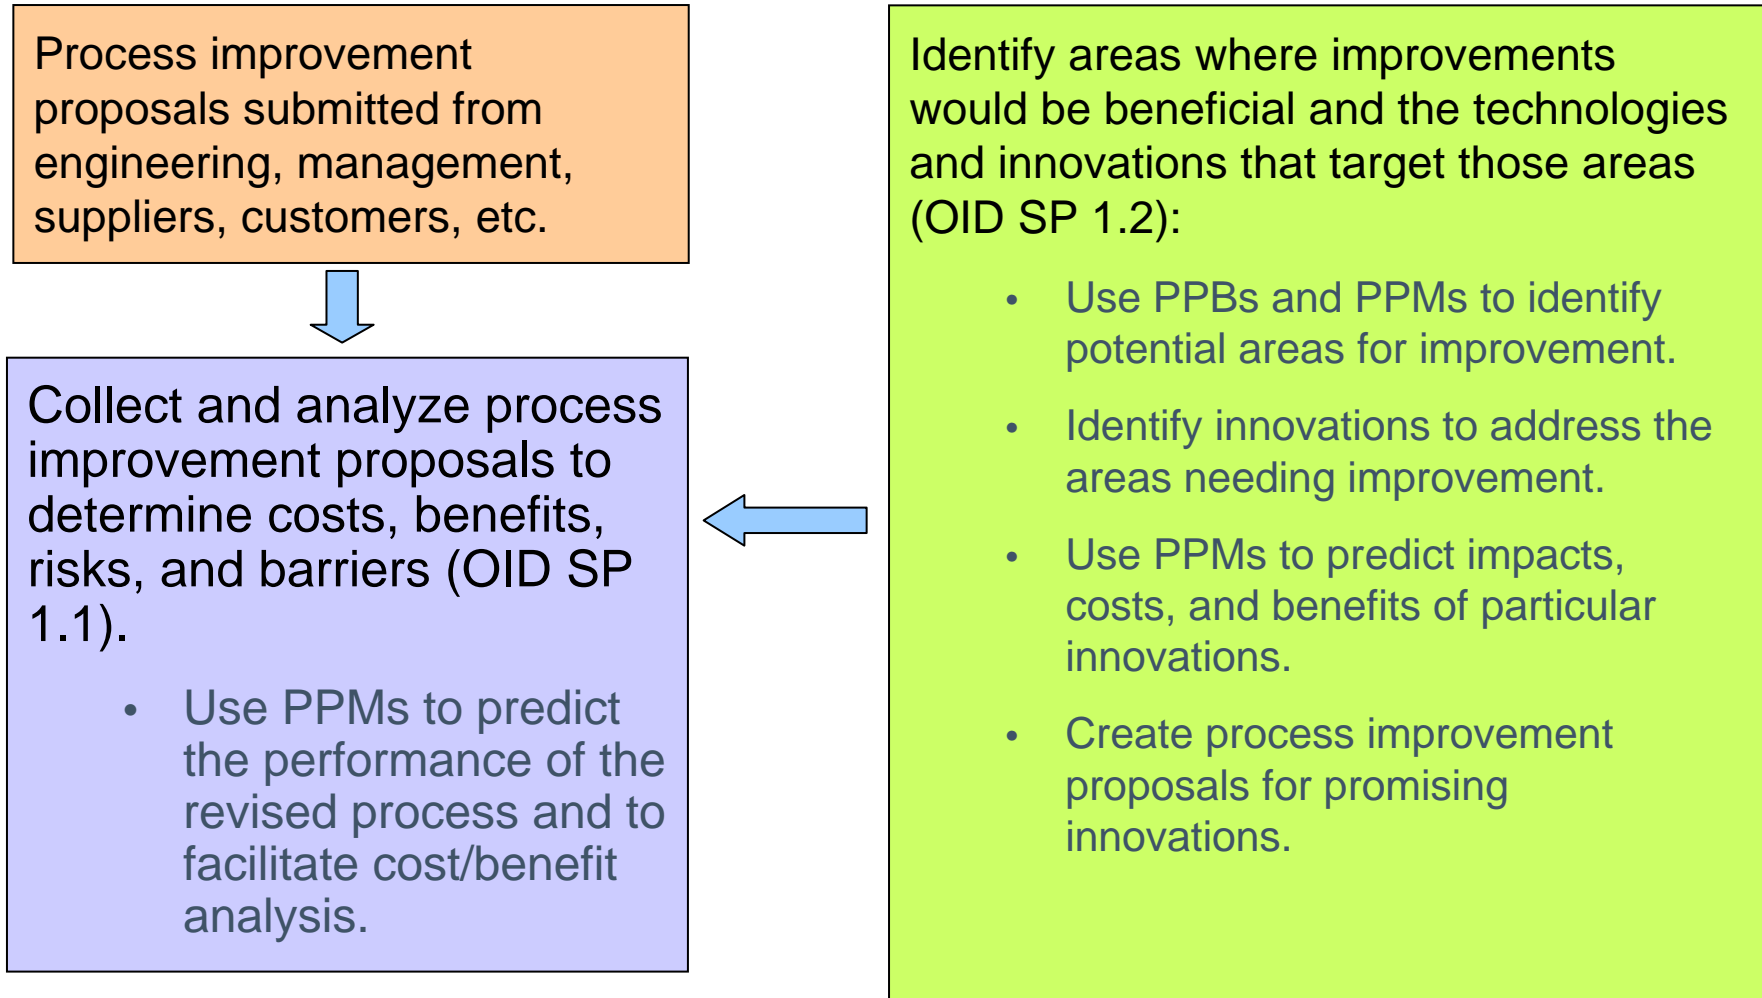 Process improvement
proposals submitted from
engineering, management,
suppliers, customers, etc.
Collect and analyze process
improvement proposals to
determine costs, benefits,
risks, and barriers (OID SP
1.1).
• Use PPMs to predict
the performance of the
revised process and to
facilitate cost/benefit
analysis.
Identify areas where improvements
would be beneficial and the technologies
and innovations that target those areas
(OID SP 1.2):
• Use PPBs and PPMs to identify
potential areas for improvement.
• Identify innovations to address the
areas needing improvement.
• Use PPMs to predict impacts,
costs, and benefits of particular
innovations.
• Create process improvement
proposals for promising
innovations.